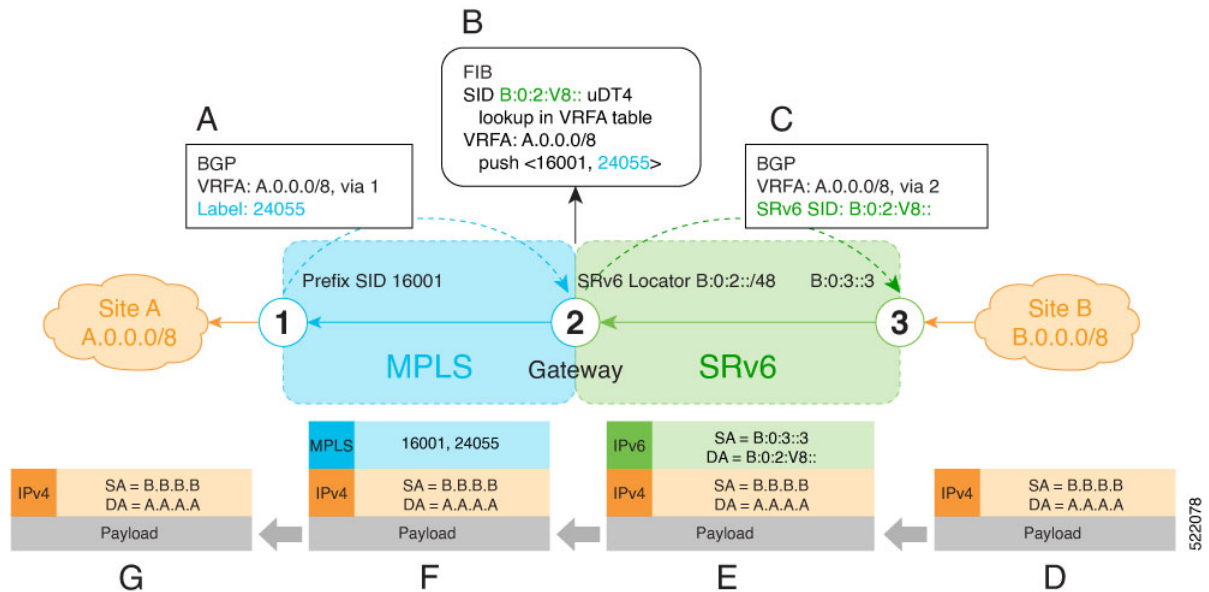 B
FIB
SID B:0:2:V8:: uDT4
lookup in VRFA table
VRFA: A.0.0.0/8
push <16001, 24055>
A
BGP
VRFA: A.0.0.0/8, via 1
Label: 24055
C
BGP
VRFA: A.0.0.0/8, via 2
SRv6 SID: B:0:2:V8::
Prefix SID 16001
SRv6 Locator B:0:2::/48
B:0:3::3
Site A
A.0.0.0/8
1
2
3
Site B
B.0.0.0/8
MPLS
Gateway
SRv6
IPv4
SA = B.B.B.B
DA = A.A.A.A
Payload
G
MPLS
16001, 24055
IPv4
SA = B.B.B.B
DA = A.A.A.A
Payload
F
IPv6
SA = B:0:3::3
DA = B:0:2:V8::
IPv4
SA = B.B.B.B
DA = A.A.A.A
Payload
E
IPv4
SA = B.B.B.B
DA = A.A.A.A
Payload
D
522078